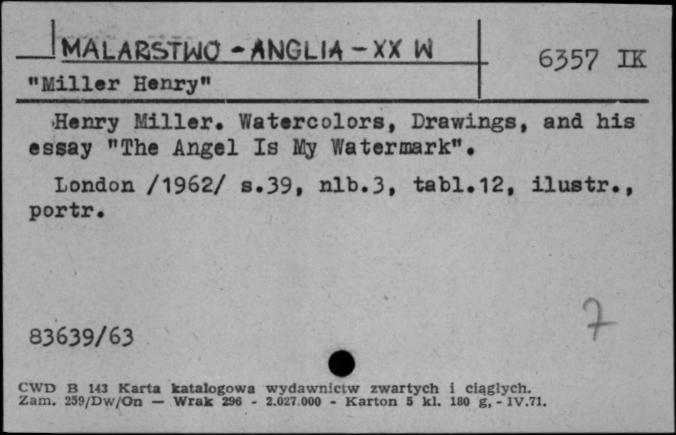 MALARSTWO - ANGLIA - XX W
6357 IK
"Miller Henry"
Henry Miller. Watercolors, Drawings, and his
essay "The Angel Is My Watermark".
London /1962/ s.39, nlb.3, tabl.12, ilustr.,
portr.
7
83639/63
CWD B 143 Karta katalogowa wydawnictw zwartych i ciągłych.
Zam. 259/Dw/On — Wrak 296 - 2.027.000 - Karton 5 kl. 180 g, - IV.71.